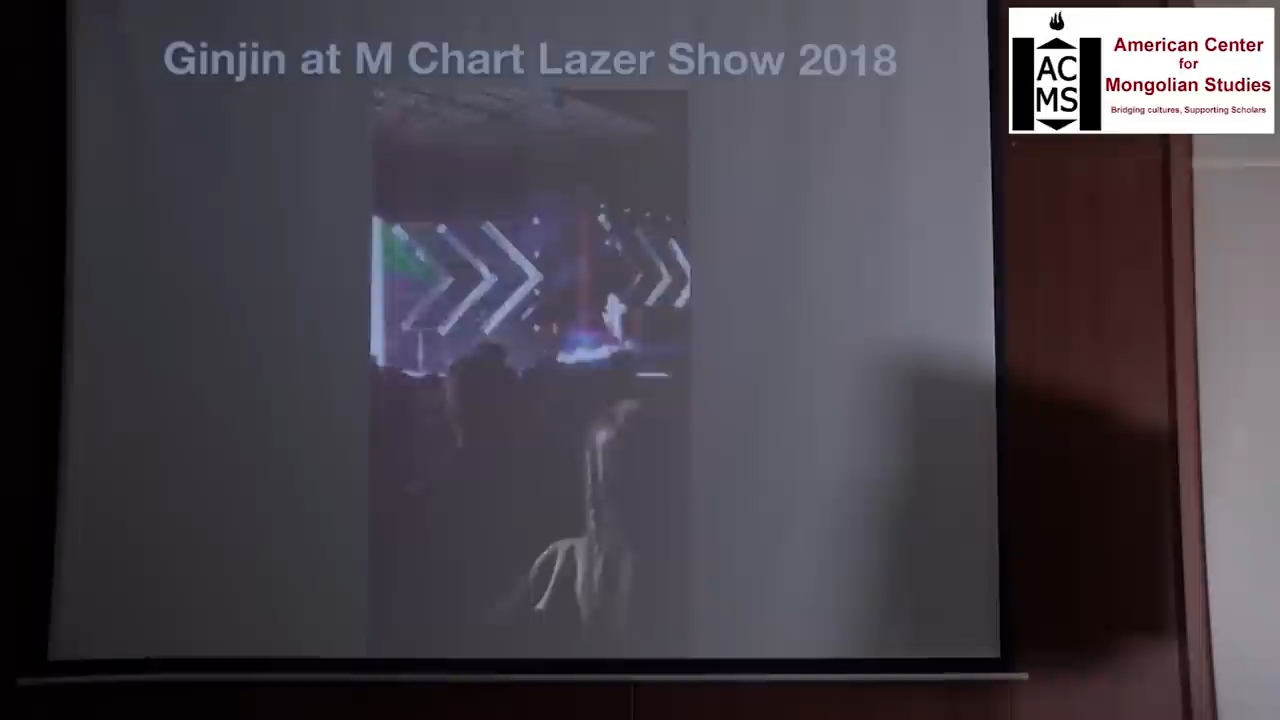 Ginjin at M Chart Lazer Show 2018
ACMS
American Center
for
Mongolian Studies
Bridging cultures, Supporting Scholars